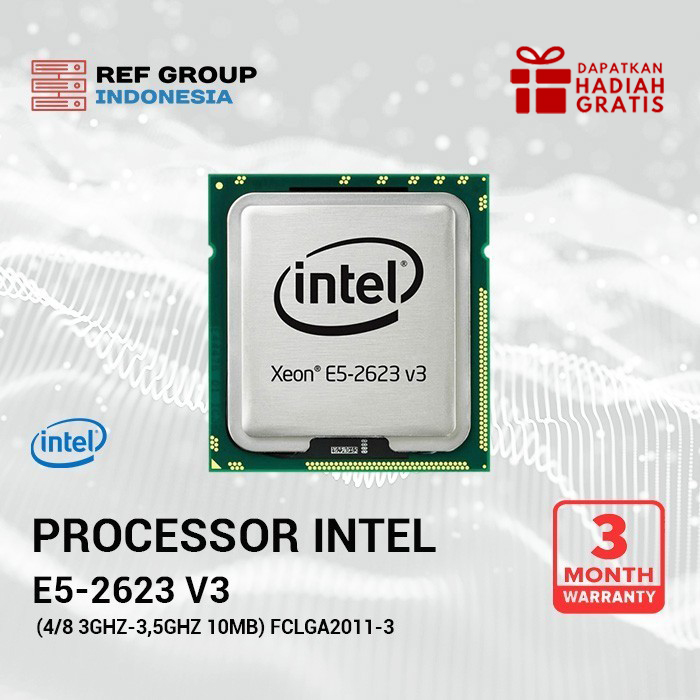 REF GROUP
INDONESIA
DAPATKAN
HADIAH
GRATIS
intel®
Xeon® E5-2623 v3
intel
PROCESSOR INTEL
E5-2623 V3
(4/8 3GHZ-3,5GHZ 10MB) FCLGA2011-3
3
MONTH
WARRANTY